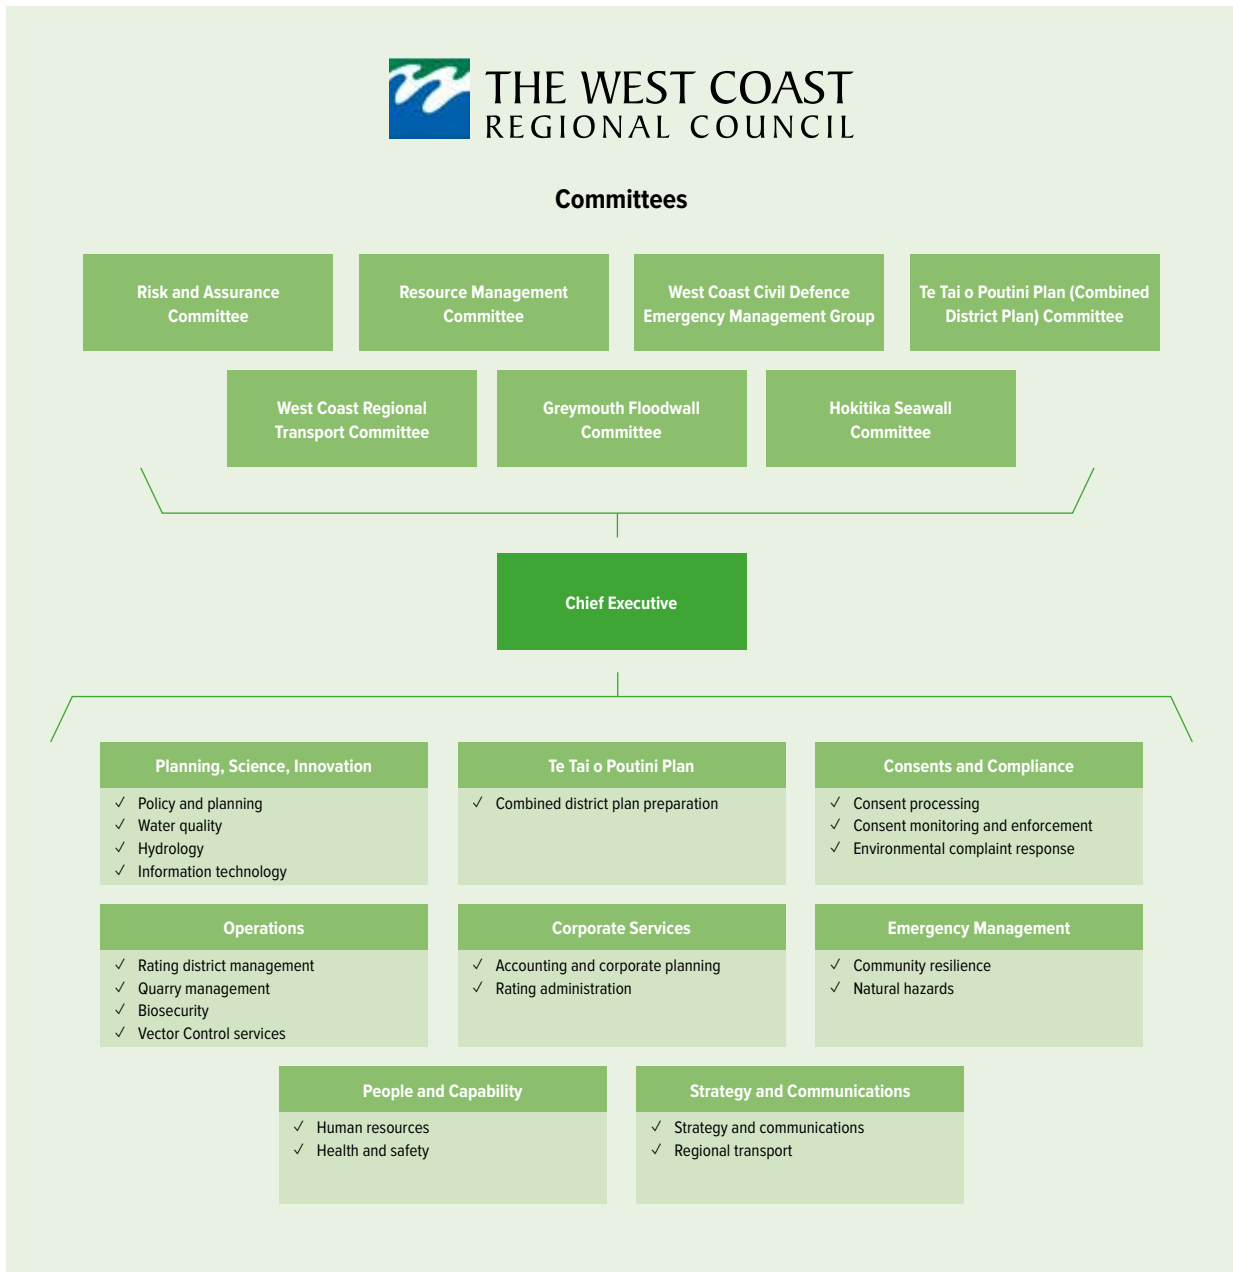 THE WEST COAST
REGIONAL COUNCIL
Committees
Risk and Assurance
Committee
Resource Management
Committee
West Coast Civil Defence
Emergency Management Group
Te Tai o Poutini Plan (Combined
District Plan) Committee
West Coast Regional
Transport Committee
Greymouth Floodwall
Committee
Hokitika Seawall
Committee
Chief Executive
Planning, Science, Innovation
✓ Policy and planning
✓ Water quality
✓ Hydrology
✓ Information technology
Te Tai o Poutini Plan
✓ Combined district plan preparation
Consents and Compliance
✓ Consent processing
✓ Consent monitoring and enforcement
✓ Environmental complaint response
Operations
✓ Rating district management
✓ Quarry management
✓ Biosecurity
✓ Vector Control services
Corporate Services
✓ Accounting and corporate planning
✓ Rating administration
Emergency Management
✓ Community resilience
✓ Natural hazards
People and Capability
✓ Human resources
✓ Health and safety
Strategy and Communications
✓ Strategy and communications
✓ Regional transport